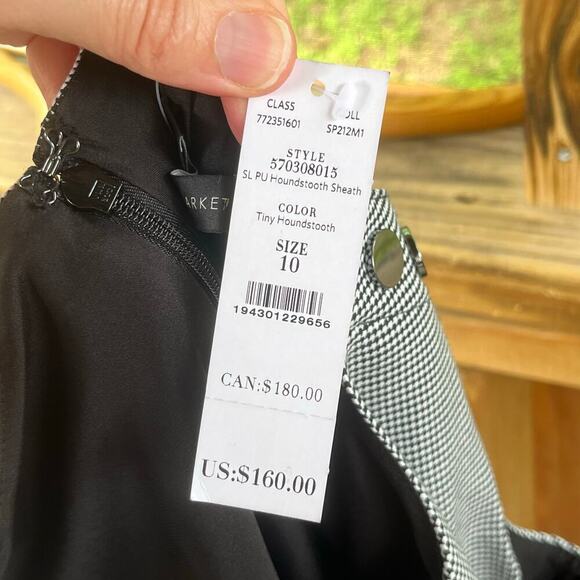 CLASS
772351601
SP212M1
STYLE
570308015
SL PU Houndstooth Sheath
COLOR
Tiny Houndstooth
SIZE
10
194301229656
CAN:$180.00
US:$160.00